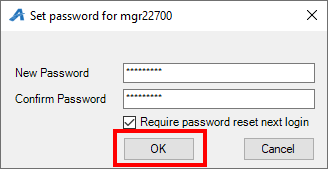 Set password for mgr22700
New Password *********
Confirm Password *********
Require password reset next login
OK Cancel